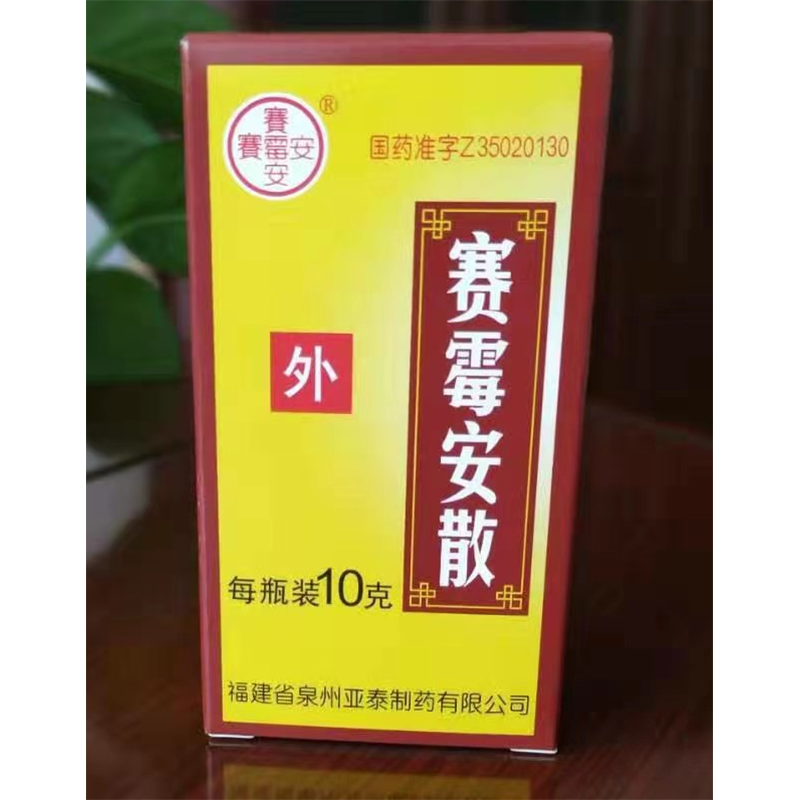 賽
賽霉安
安
®
国药准字Z35020130
赛霉安散
外
每瓶装10克
福建省泉州亚泰制药有限公司